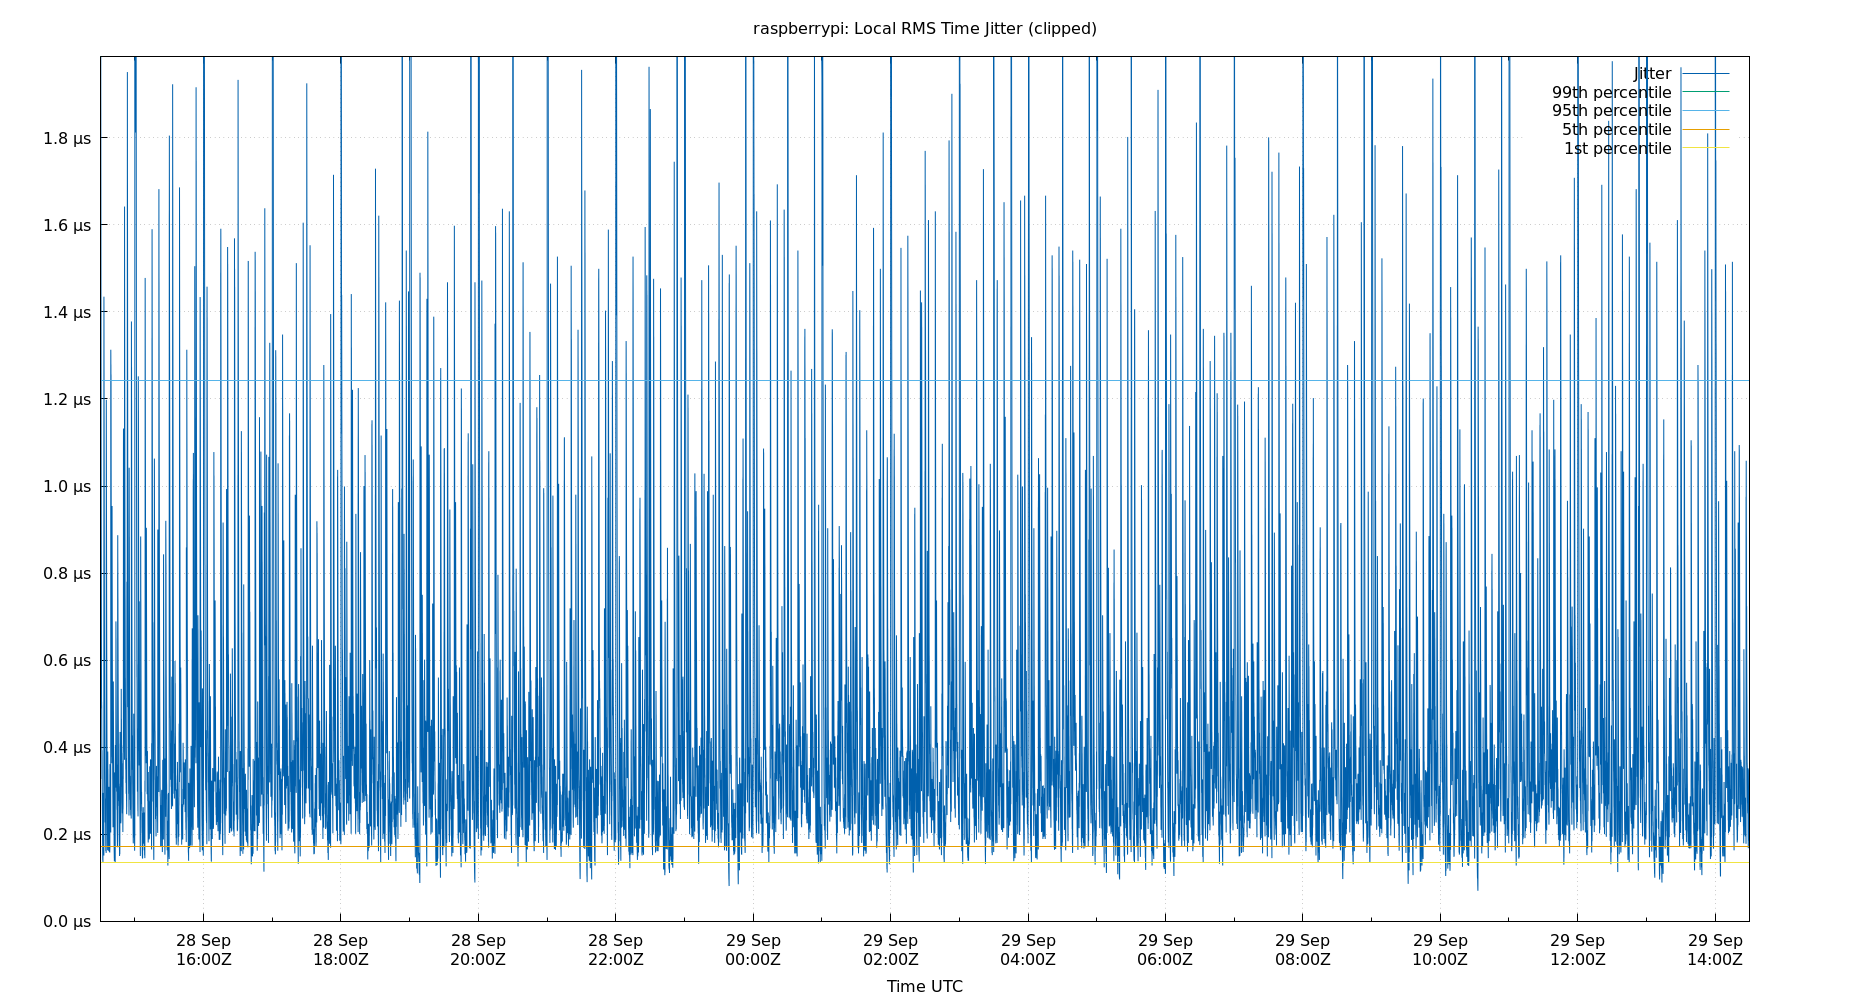 raspberrypi: Local RMS Time Jitter (clipped)
Jitter
99th percentile
95th percentile
5th percentile
1st percentile
1.8 μs
1.6 μs
1.4 μs
1.2 μs
1.0 μs
0.8 μs
0.6 μs
0.4 μs
0.2 μs
0.0 μs
28 Sep 28 Sep 28 Sep 28 Sep 29 Sep 29 Sep 29 Sep 29 Sep 29 Sep 29 Sep 29 Sep 29 Sep
16:00Z 18:00Z 20:00Z 22:00Z 00:00Z 02:00Z 04:00Z 06:00Z 08:00Z 10:00Z 12:00Z 14:00Z
Time UTC